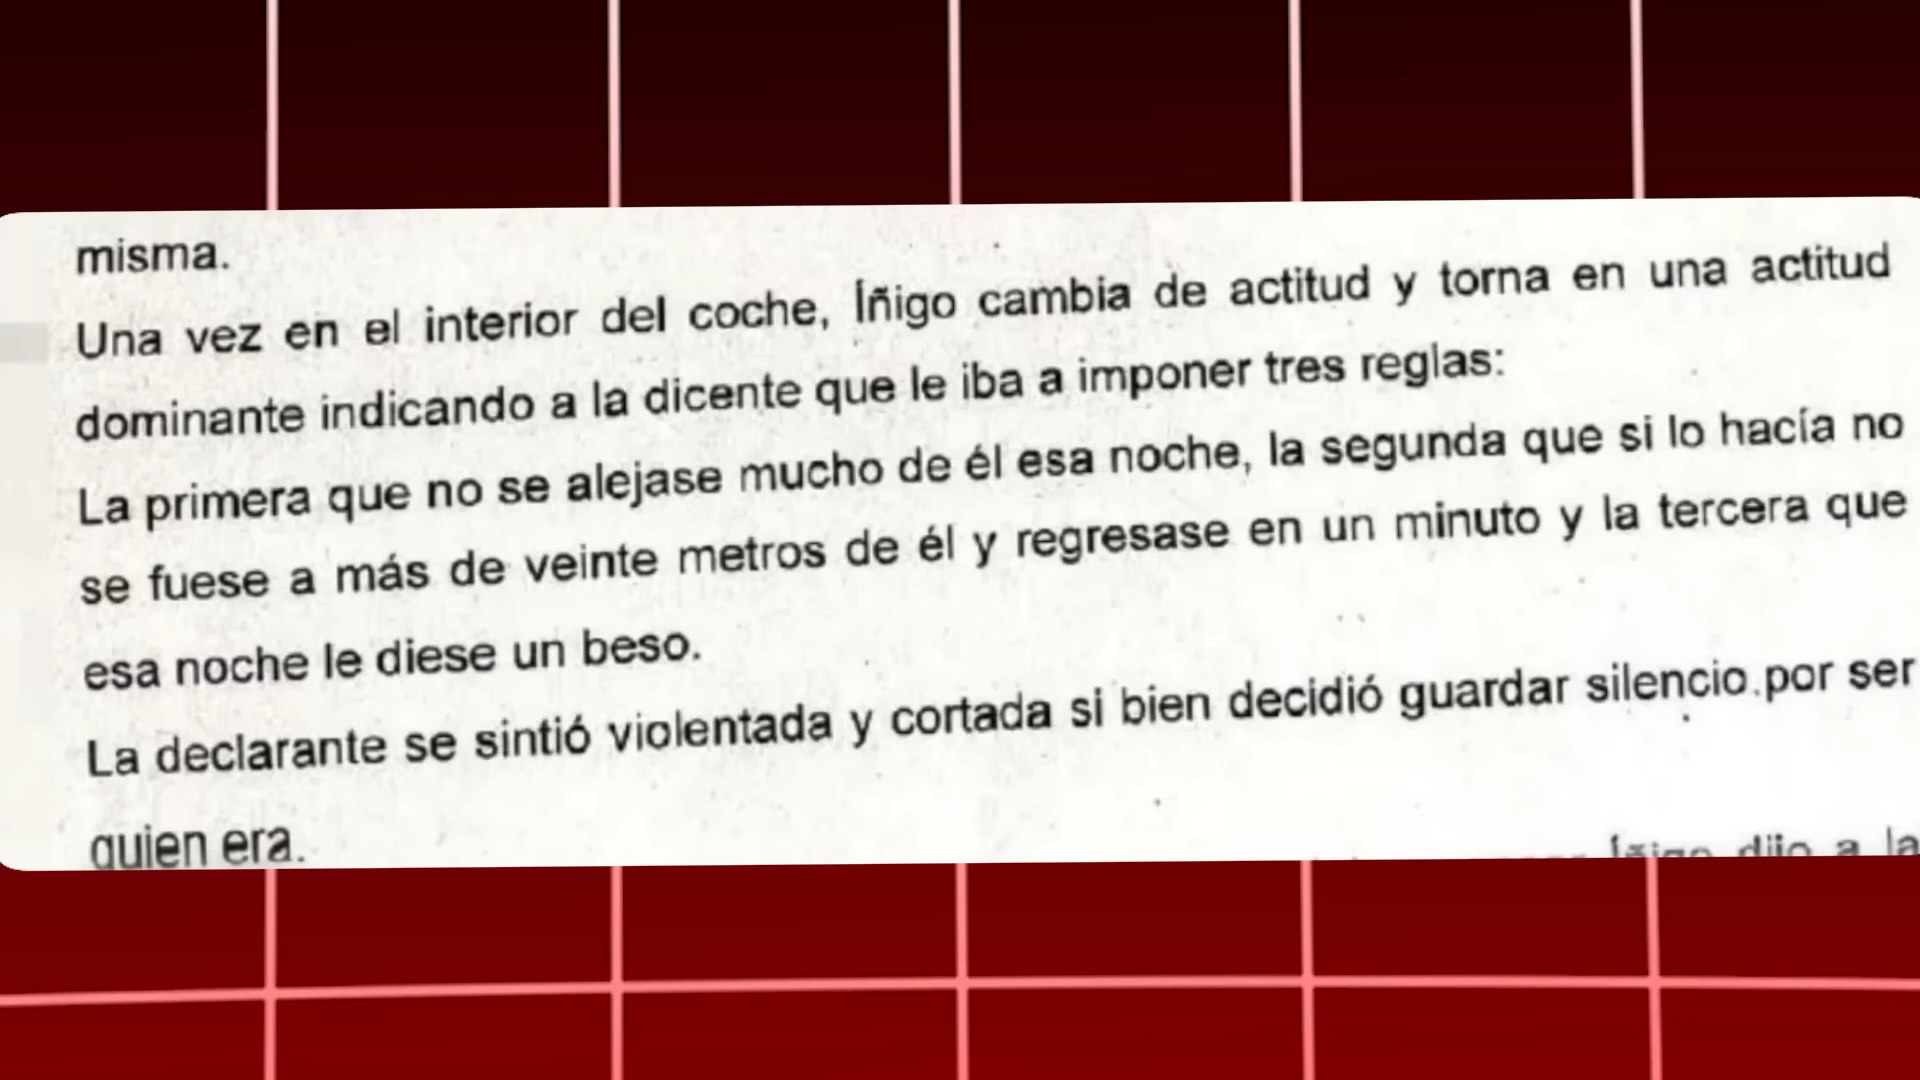 misma.
Una vez en el interior del coche, Íñigo cambia de actitud y torna en una actitud
dominante indicando a la dicente que le iba a imponer tres reglas:
La primera que no se alejase mucho de él esa noche, la segunda que si lo hacía no
se fuese a más de veinte metros de él y regresase en un minuto y la tercera que
esa noche le diese un beso.
La declarante se sintió violentada y cortada si bien decidió guardar silencio por ser
quien era.
Íñigo dijo a la